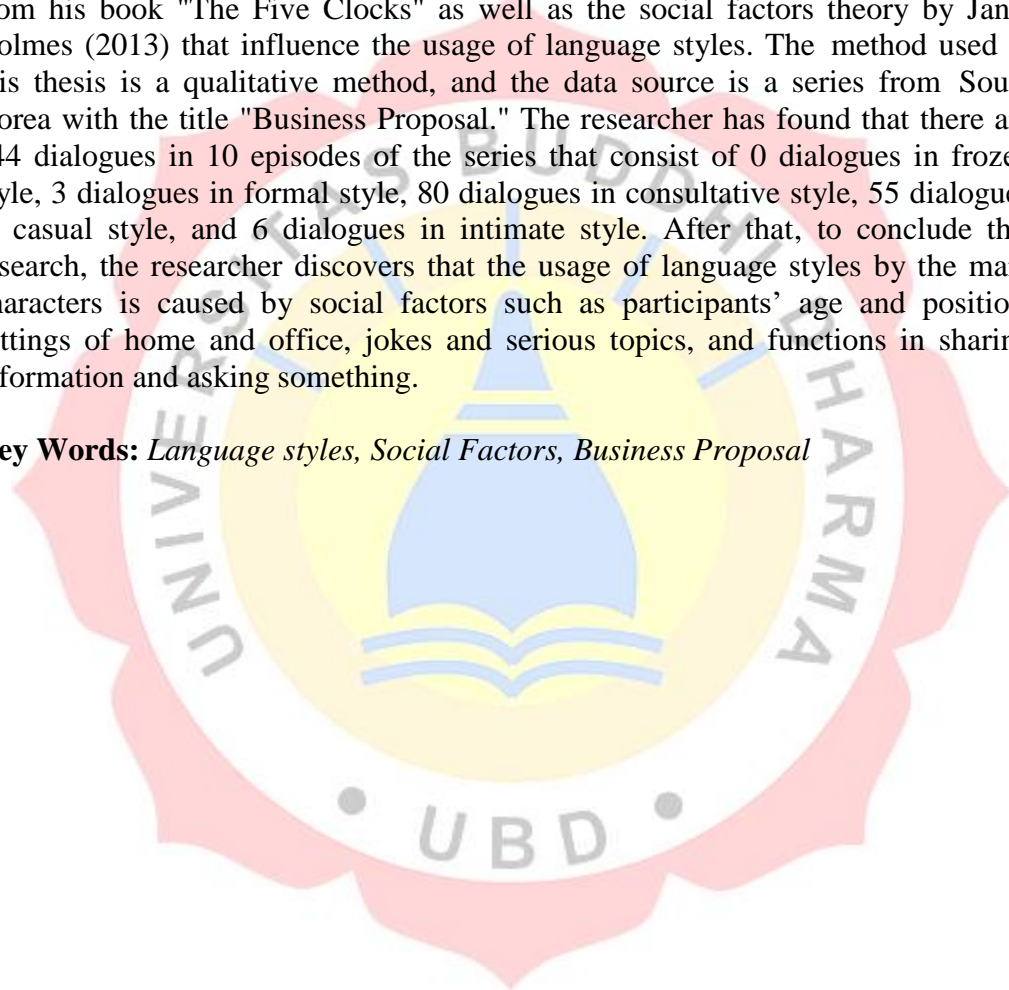 om his book "The Five Clocks" as well as the social factors theory by Jan
olmes (2013) that influence the usage of language styles. The method used
is thesis is a qualitative method, and the data source is a series from Sou
orea with the title "Business Proposal." The researcher has found that there a
44 dialogues in 10 episodes of the series that consist of 0 dialogues in froze
yle, 3 dialogues in formal style, 80 dialogues in consultative style, 55 dialogue
casual style, and 6 dialogues in intimate style. After that, to conclude th
search, the researcher discovers that the usage of language styles by the ma
aracters is caused by social factors such as participants’ age and position
ttings of home and office, jokes and serious topics, and functions in sharin
formation and asking something.
ey Words: Language styles, Social Factors, Business Proposal
UNIVERSITAS BUDDHI DHARMA
• UBD •